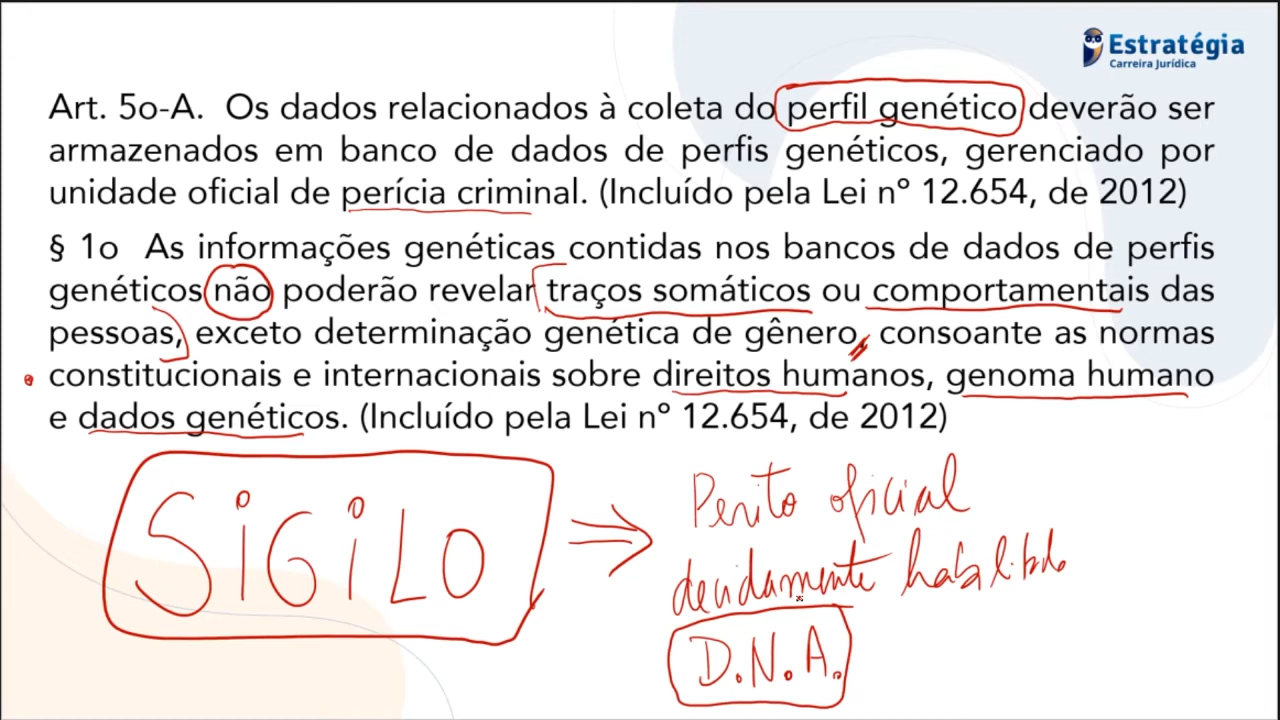 Estratégia
Carreira Jurídica
Art. 5o-A. Os dados relacionados à coleta do perfil genético deverão ser
armazenados em banco de dados de perfis genéticos, gerenciado por
unidade oficial de perícia criminal. (Incluído pela Lei nº 12.654, de 2012)
§ 1o As informações genéticas contidas nos bancos de dados de perfis
genéticos não poderão revelar traços somáticos ou comportamentais das
pessoas, exceto determinação genética de gênero, consoante as normas
constitucionais e internacionais sobre direitos humanos, genoma humano
e dados genéticos. (Incluído pela Lei nº 12.654, de 2012)
SiGiLO ⇒ Perito oficial
devidamente habilitado
D.N.A.